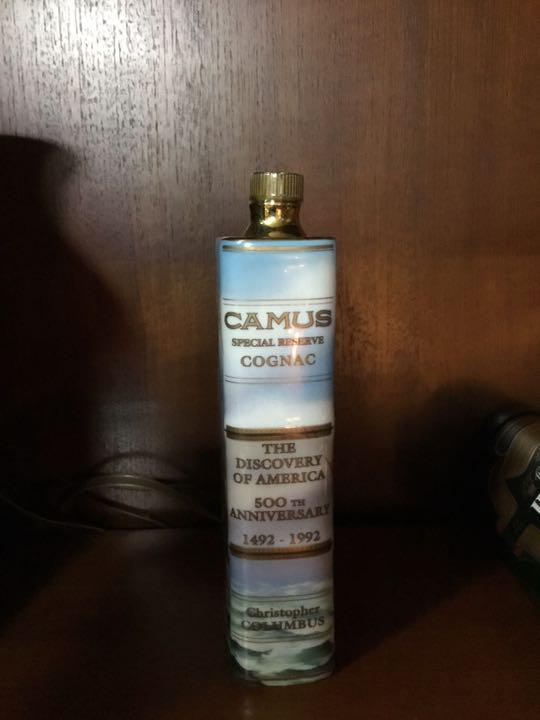 CAMUS
SPECIAL RESERVE
COGNAC
THE
DISCOVERY
OF AMERICA
500 TH
ANNIVERSARY
1492 - 1992
Christopher
COLUMBUS